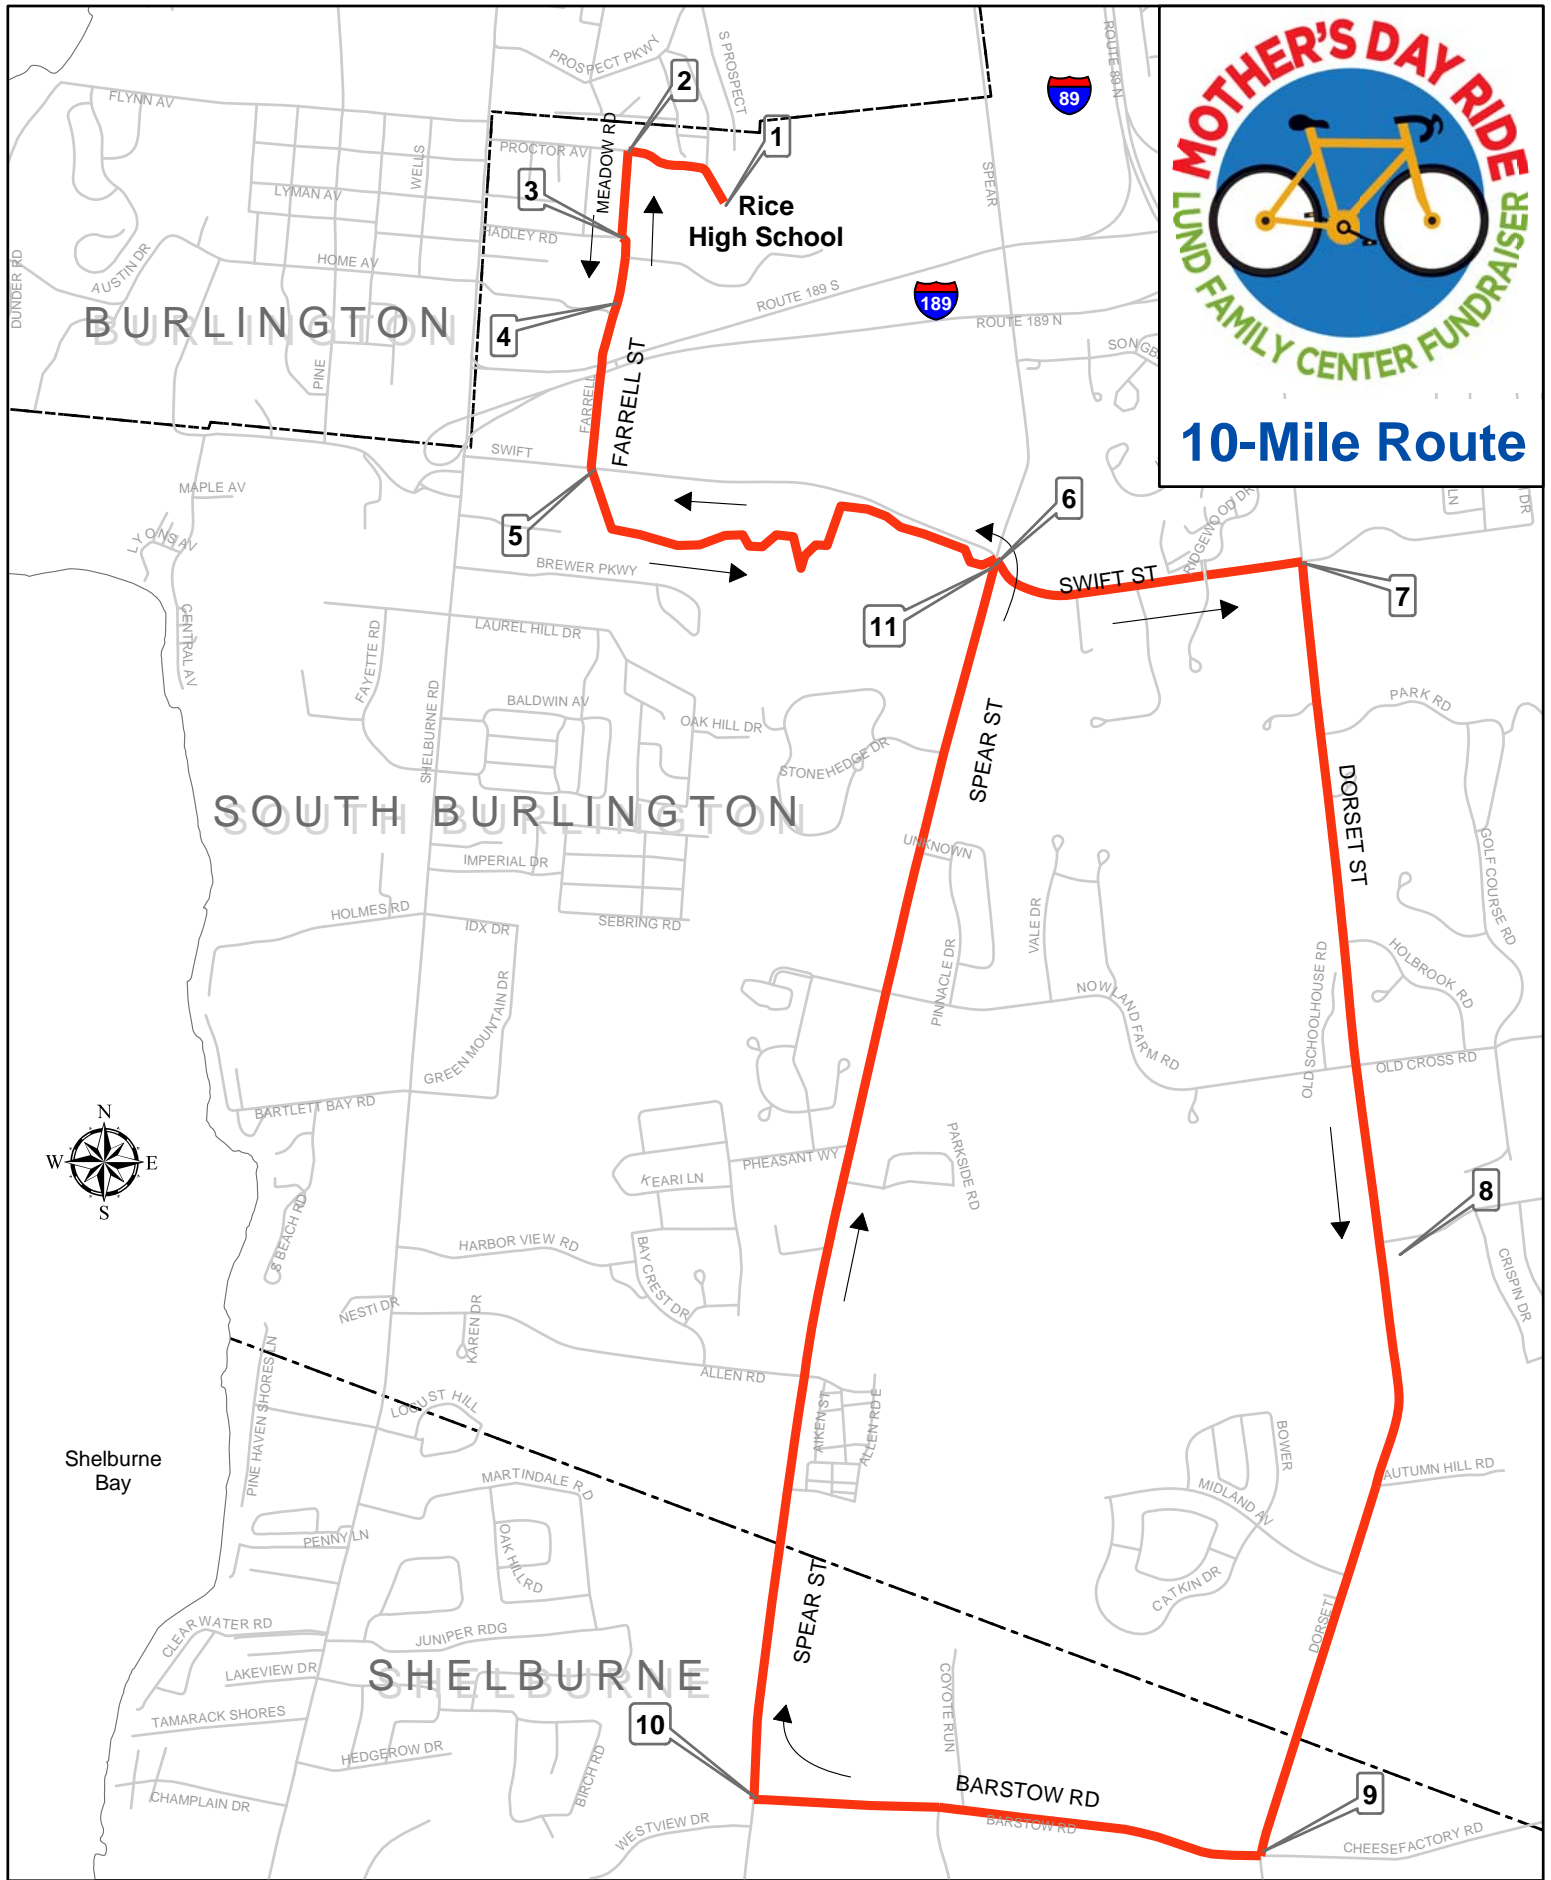 MOTHER'S DAY RIDE
LUND FAMILY CENTER FUNDRAISER
10-Mile Route
PROSPECT PKWY
S PROSPECT
ROUTE 89 N
89
2
1
FLYNN AV
WELLS
PROCTOR AV
MEADOW RD
3
LYMAN AV
SPEAR
Rice
High School
HADLEY RD
HOME AV
AUSTIN DR
DUNDER RD
ROUTE 189 S
189
ROUTE 189 N
BURLINGTON
4
SONGB
PINE
FARRELL
FARRELL ST
SWIFT
MAPLE AV
LYONS AV
5
6
LN
DR
RIDGEWOOD DR
BREWER PKWY
SWIFT ST
7
11
CENTRAL AV
FAYETTE RD
LAUREL HILL DR
SHELBURNE RD
BALDWIN AV
OAK HILL DR
STONEHEDGE DR
SPEAR ST
PARK RD
DORSET ST
SOUTH BURLINGTON
IMPERIAL DR
UNKNOWN
GOLF COURSE RD
HOLMES RD
IDX DR
SEBRING RD
VALE DR
PINNACLE DR
OLD SCHOOLHOUSE RD
HOLBROOK RD
GREEN MOUNTAIN DR
NOWLAND FARM RD
OLD CROSS RD
BARTLETT BAY RD
N
W
E
S
PHEASANT WY
PARKSIDE RD
KEARI LN
8
S BEACH RD
HARBOR VIEW RD
BAY CREST DR
CRISPIN DR
NESTI DR
KAREN DR
PINE HAVEN SHORES LN
ALLEN RD
LOCUST HILL
AIKEN ST
ALLEN RD E
BOWER
Shelburne
Bay
MARTINDALE RD
AUTUMN HILL RD
MIDLAND AV
PENNY LN
OAK HILL RD
CATKIN DR
SPEAR ST
DORSET
CLEARWATER RD
JUNIPER RDG
LAKEVIEW DR
SHELBURNE
COYOTE RUN
TAMARACK SHORES
10
HEDGEROW DR
BIRCH RD
BARSTOW RD
9
CHAMPLAIN DR
WESTVIEW DR
BARSTOW RD
CHEESEFACTORY RD